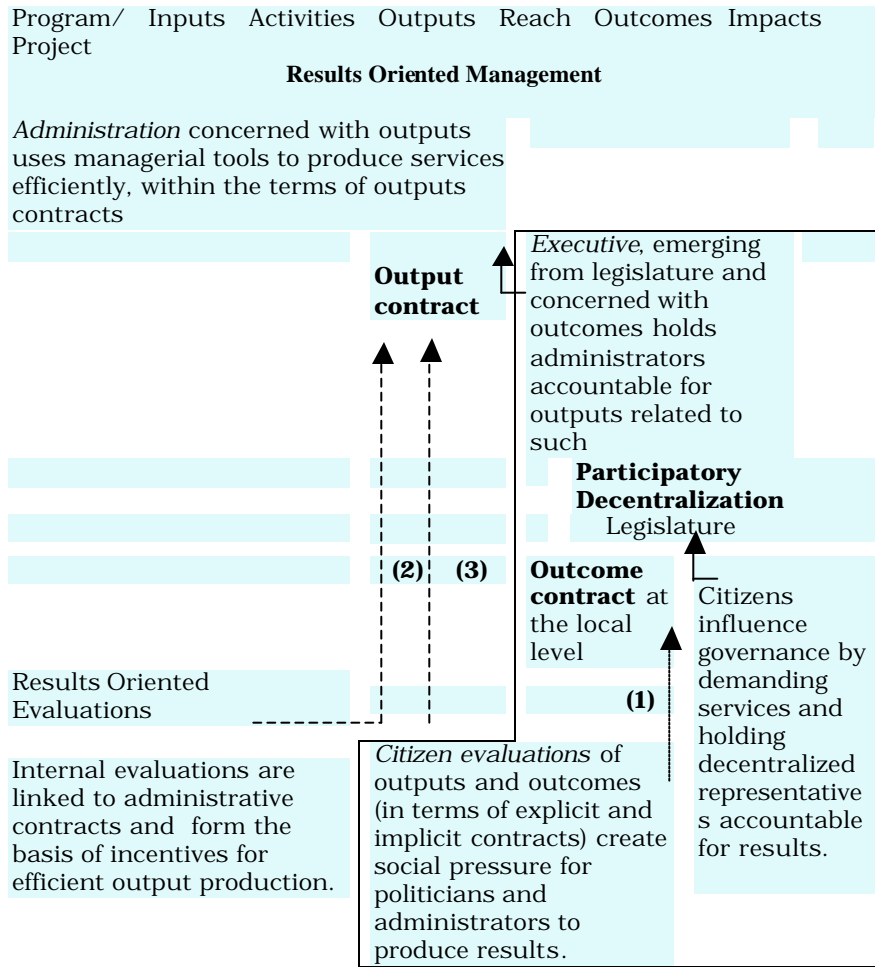 Program/ Inputs Activities Outputs Reach Outcomes Impacts
Project
Results Oriented Management
Administration concerned with outputs
uses managerial tools to produce services
efficiently, within the terms of outputs
contracts
Output
contract
Executive, emerging
from legislature and
concerned with
outcomes holds
administrators
accountable for
outputs related to
such
Participatory
Decentralization
Legislature
(2) (3)
Outcome
contract at
the local
level
(1)
Citizens
influence
governance by
demanding
services and
holding
decentralized
representative
s accountable
for results.
Results Oriented
Evaluations
Internal evaluations are
linked to administrative
contracts and form the
basis of incentives for
efficient output production.
Citizen evaluations of
outputs and outcomes
(in terms of explicit and
implicit contracts) create
social pressure for
politicians and
administrators to
produce results.